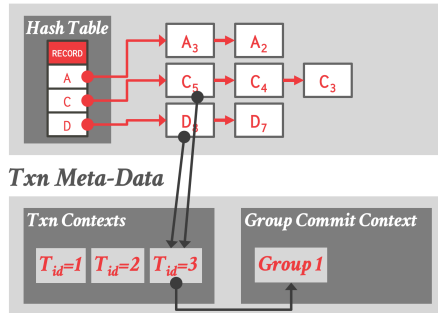 Hash Table
RECORD
A
A3 A2
C
C5 C4 C3
D
D8 D7
Txn Meta-Data
Txn Contexts
Group Commit Context
Tid=1 Tid=2 Tid=3
Group 1